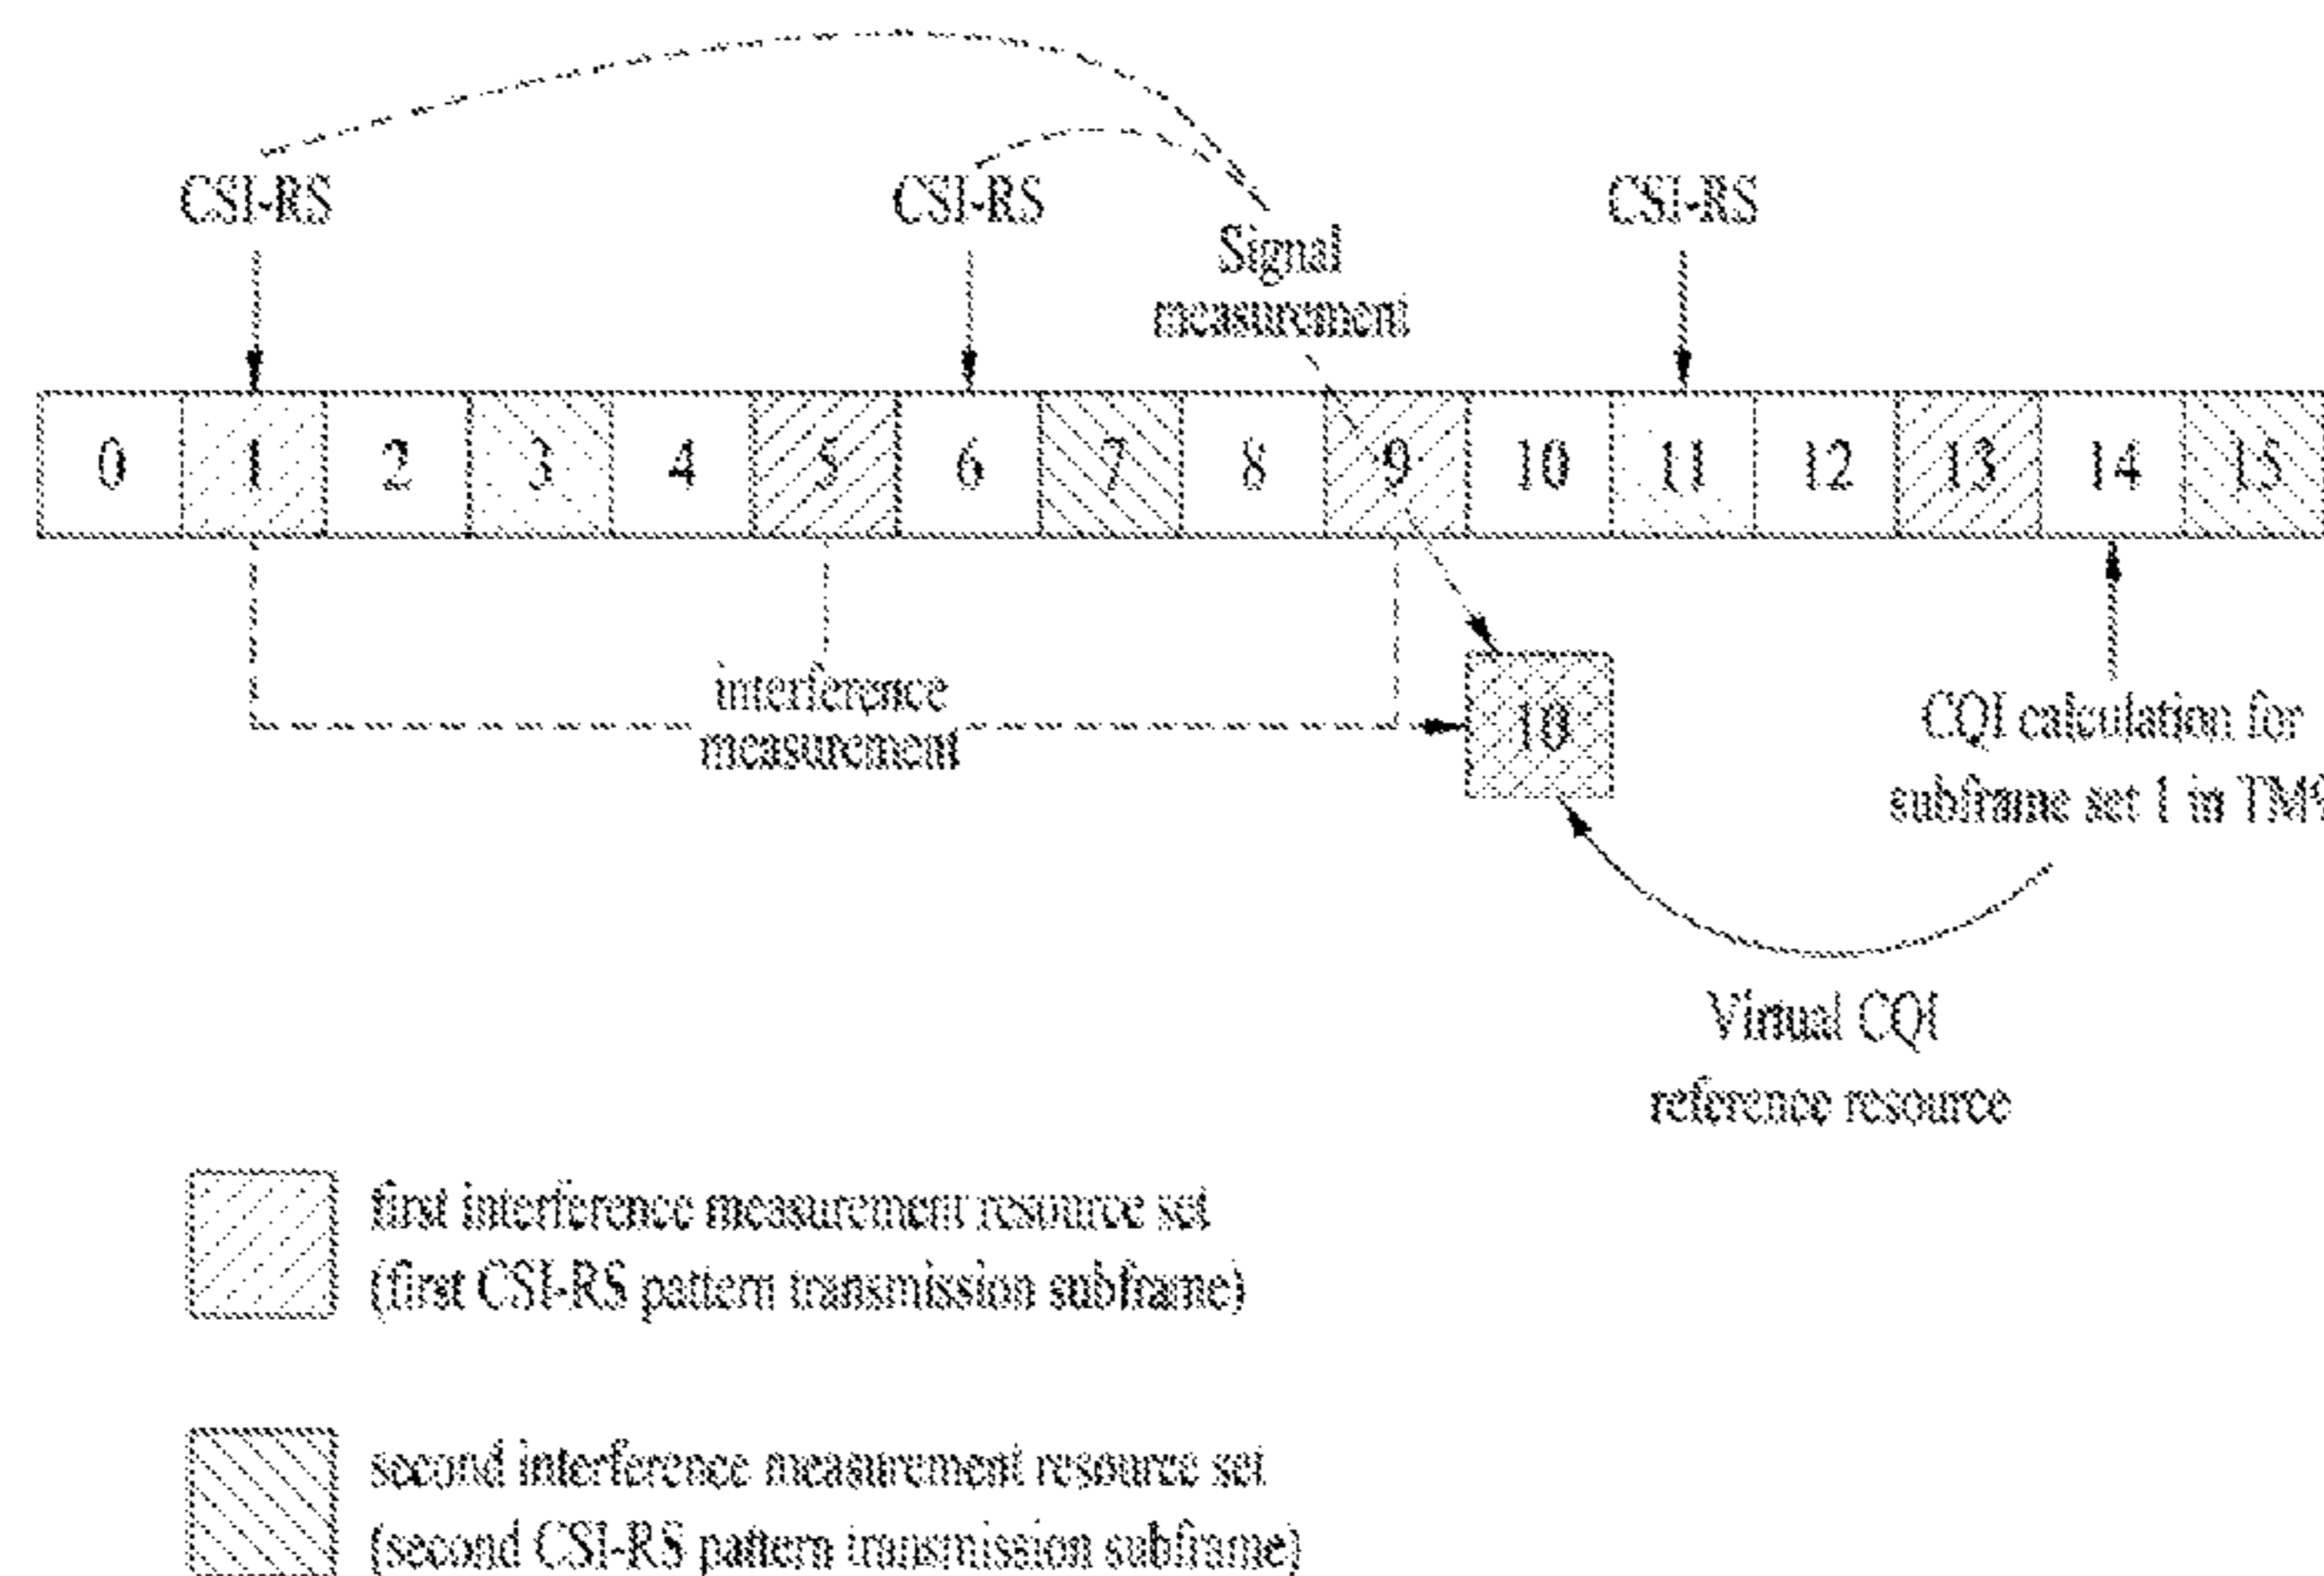 CSI-RS CSI-RS CSI-RS
Signal
measurement
0 1 2 3 4 5 6 7 8 9 10 11 12 13 14 15
interference
measurement
10
CQI calculation for
subframe set 1 in
Virtual CQI
reference resource
first interference measurement resource set
(first CSI-RS pattern transmission subframe)
second interference measurement resource set
(second CSI-RS pattern transmission subframe)